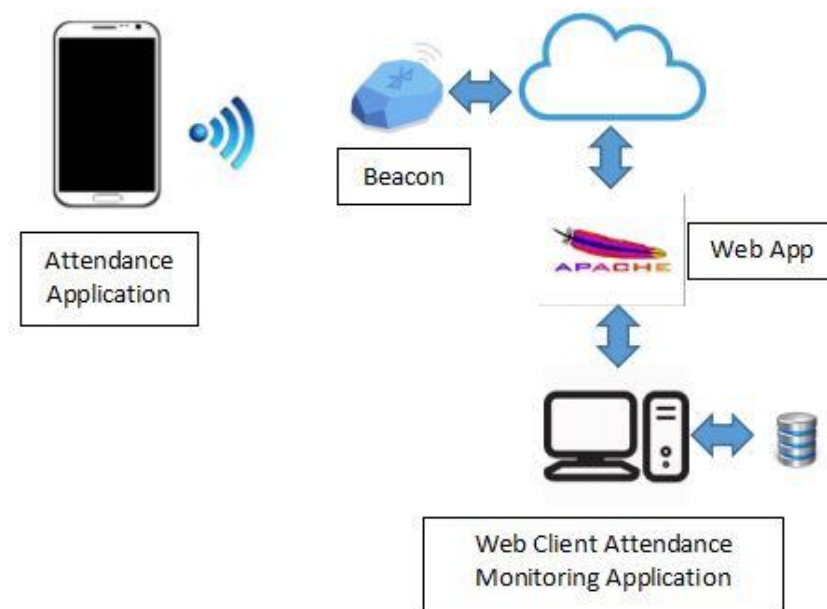 Beacon
Attendance
Application
APACHE
Web App
Web Client Attendance
Monitoring Application